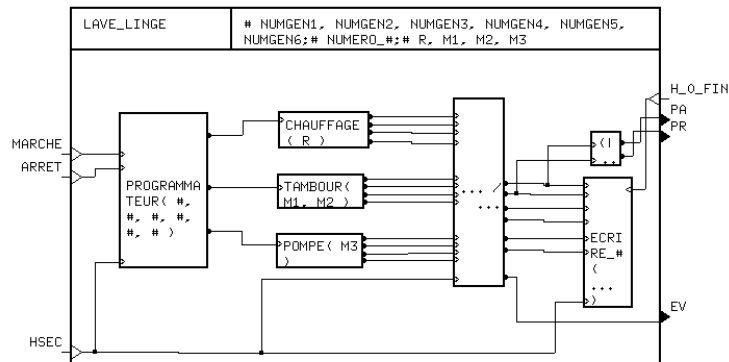 LAVE_LINGE
# NUMGEN1, NUMGEN2, NUMGEN3, NUMGEN4, NUMGEN5,
NUMGEN6;# NUMERO_#;# R, M1, M2, M3
H_O_FIN
PA
PR
MARCHE
ARRET
PROGRAMMA
TEUR( #,
#, #, #,
#, # )
CHAUFFAGE
( R )
TAMBOUR(
M1, M2 )
POMPE( M3
)
... /
...
(|
..
ECRI
RE_#
(
...
)
EV
HSEC